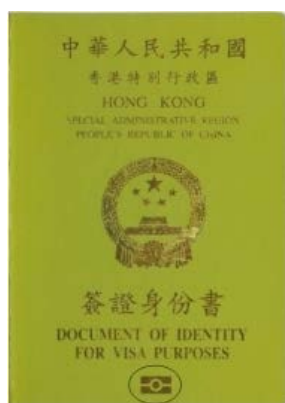 中華人民共和國
香港特別行政區
HONG KONG
SPECIAL ADMINISTRATIVE REGION
PEOPLE'S REPUBLIC OF CHINA
簽證身份書
DOCUMENT OF IDENTITY
FOR VISA PURPOSES